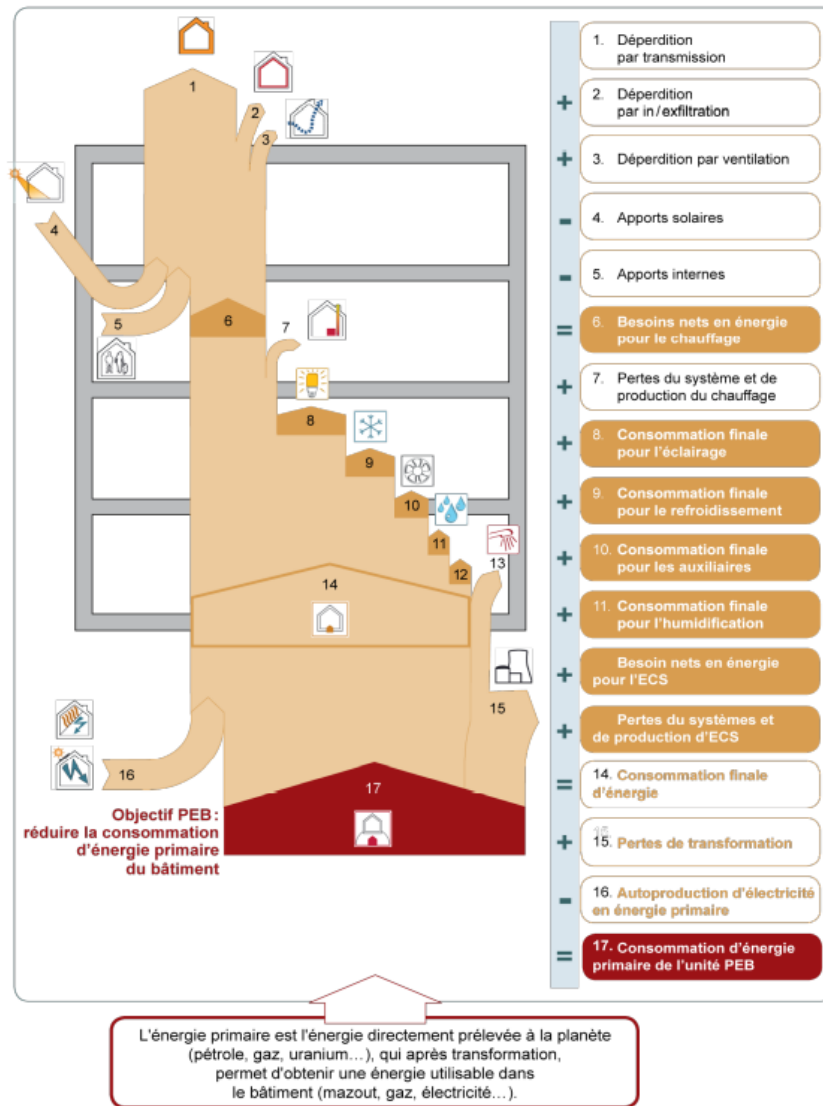 1
2
3
4
5
6
7
8
9
10
11
12
13
14
15
16
17
Objectif PEB :
réduire la consommation
d'énergie primaire
du bâtiment
1. Déperdition
par transmission
+
2. Déperdition
par in/exfiltration
+
3. Déperdition par ventilation
-
4. Apports solaires
-
5. Apports internes
=
6. Besoins nets en énergie
pour le chauffage
+
7. Pertes du système et de
production du chauffage
+
8. Consommation finale
pour l'éclairage
+
9. Consommation finale
pour le refroidissement
+
10. Consommation finale
pour les auxiliaires
+
11. Consommation finale
pour l'humidification
+
Besoin nets en énergie
pour l'ECS
+
Pertes du systèmes et
de production d'ECS
=
14. Consommation finale
d'énergie
+
15. Pertes de transformation
-
16. Autoproduction d'électricité
en énergie primaire
=
17. Consommation d'énergie
primaire de l'unité PEB
L'énergie primaire est l'énergie directement prélevée à la planète
(pétrole, gaz, uranium...), qui après transformation,
permet d'obtenir une énergie utilisable dans
le bâtiment (mazout, gaz, électricité...).